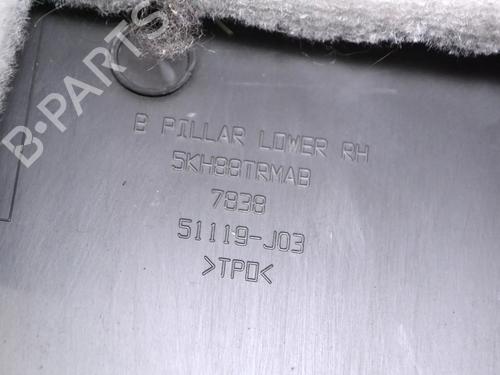 B-PARTS
B PILLAR LOWER RH
5KH88TRMAB
7838
51119-J03
>TPO<